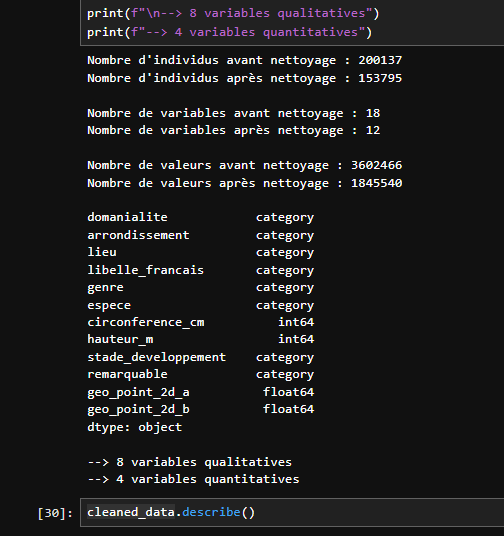 print(f"\n--> 8 variables qualitatives")
print(f"--> 4 variables quantitatives")
Nombre d'individus avant nettoyage : 200137
Nombre d'individus après nettoyage : 153795
Nombre de variables avant nettoyage : 18
Nombre de variables après nettoyage : 12
Nombre de valeurs avant nettoyage : 3602466
Nombre de valeurs après nettoyage : 1845540
domanialite category
arrondissement category
lieu category
libelle_francais category
genre category
espece category
circonference_cm int64
hauteur_m int64
stade_developpement category
remarquable category
geo_point_2d_a float64
geo_point_2d_b float64
dtype: object
--> 8 variables qualitatives
--> 4 variables quantitatives
[30]: cleaned_data.describe()